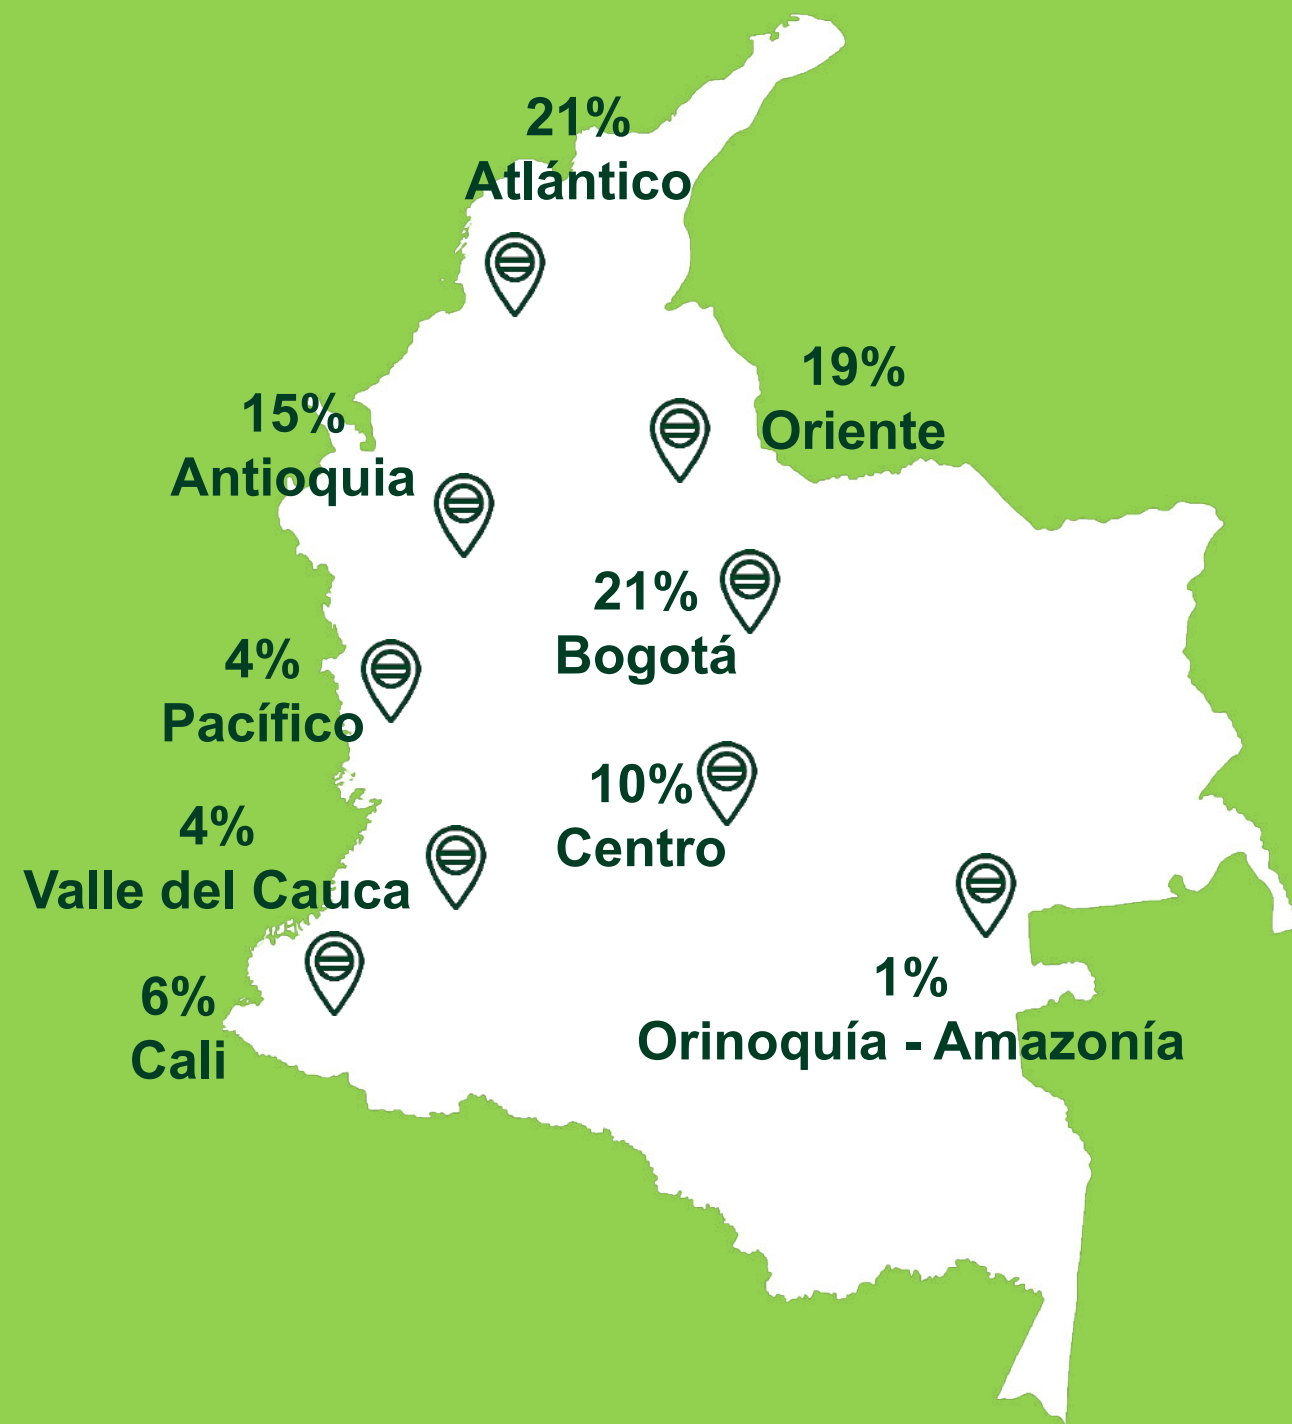 21%
Atlántico
19%
Oriente
15%
Antioquia
21%
Bogotá
4%
Pacífico
10%
Centro
4%
Valle del Cauca
1%
Orinoquía - Amazonía
6%
Cali